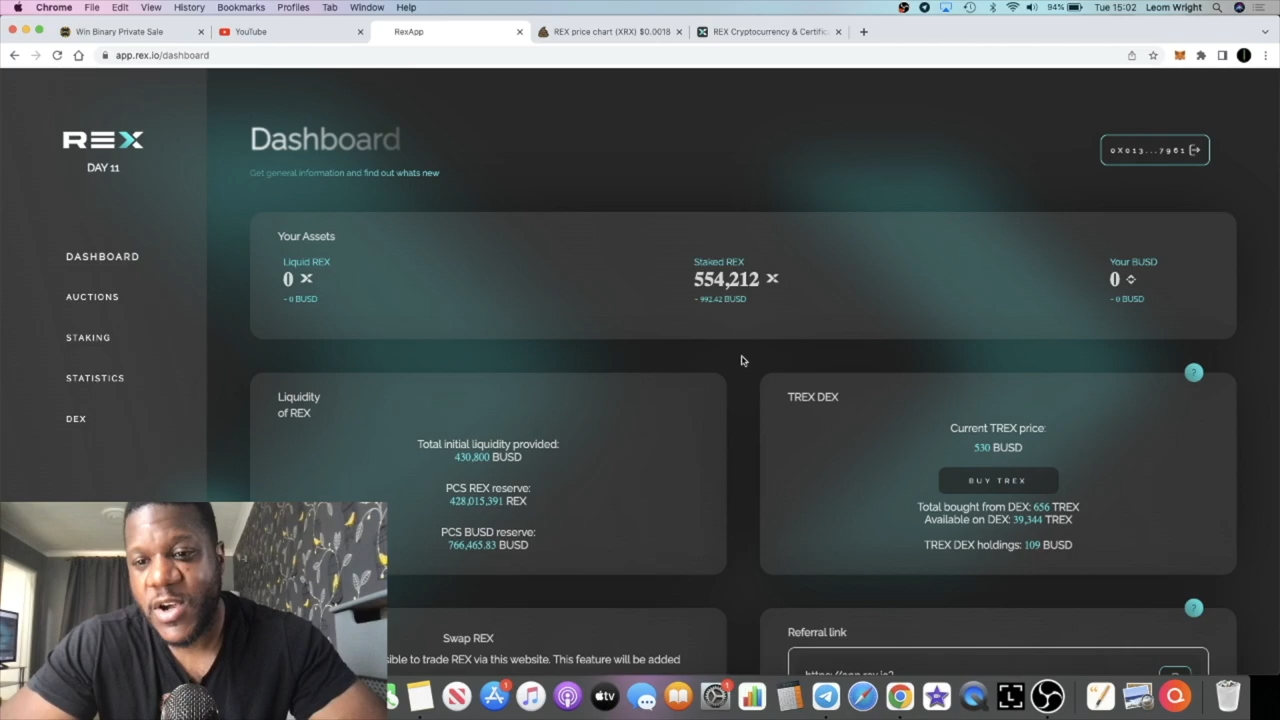 Chrome File Edit View History Bookmarks Profiles Tab Window Help 94% Tue 15:02 Leom Wright
Win Binary Private Sale YouTube RexApp REX price chart (XRX) $0.0018 REX Cryptocurrency & Certific
app.rex.io/dashboard
REX
DAY 11
DASHBOARD
AUCTIONS
STAKING
STATISTICS
DEX
Dashboard
Get general information and find out whats new
0X013...7961
Your Assets
Liquid REX
0
~ 0 BUSD
Staked REX
554,212
~ 992.42 BUSD
Your BUSD
0
~ 0 BUSD
Liquidity
of REX
Total initial liquidity provided:
430,800 BUSD
PCS REX reserve:
428,015,391 REX
PCS BUSD reserve:
766,465.83 BUSD
?
TREX DEX
Current TREX price:
530 BUSD
BUY TREX
Total bought from DEX: 656 TREX
Available on DEX: 39,344 TREX
TREX DEX holdings: 109 BUSD
Swap REX
ible to trade REX via this website. This feature will be added
?
Referral link
tv
1
1